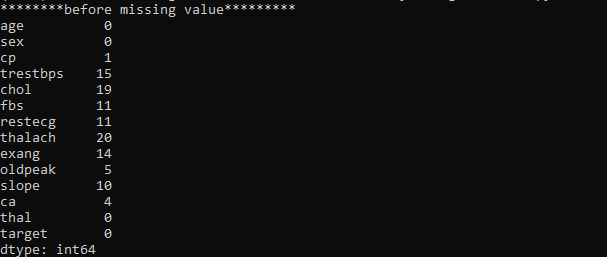 ********before missing value*********
age          0
sex          0
cp           1
trestbps    15
chol        19
fbs         11
restecg     11
thalach     20
exang       14
oldpeak      5
slope       10
ca           4
thal         0
target       0
dtype: int64